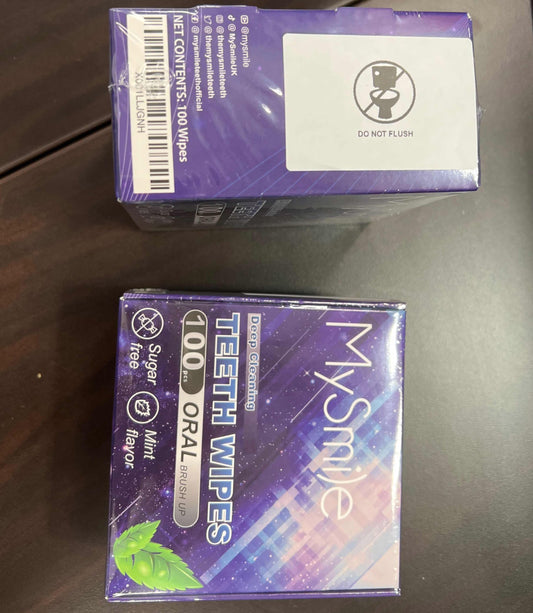 @mysmile
@MySmileUK
@themysmileteeth
@themysmileteeth
@mysmileteethofficial
NET CONTENTS: 100 Wipes
X001LLJGNH
DO NOT FLUSH
MySmile
Deep Cleaning
TEETH WIPES
100 pcs ORAL BRUSH UP
Sugar free
Mint flavor